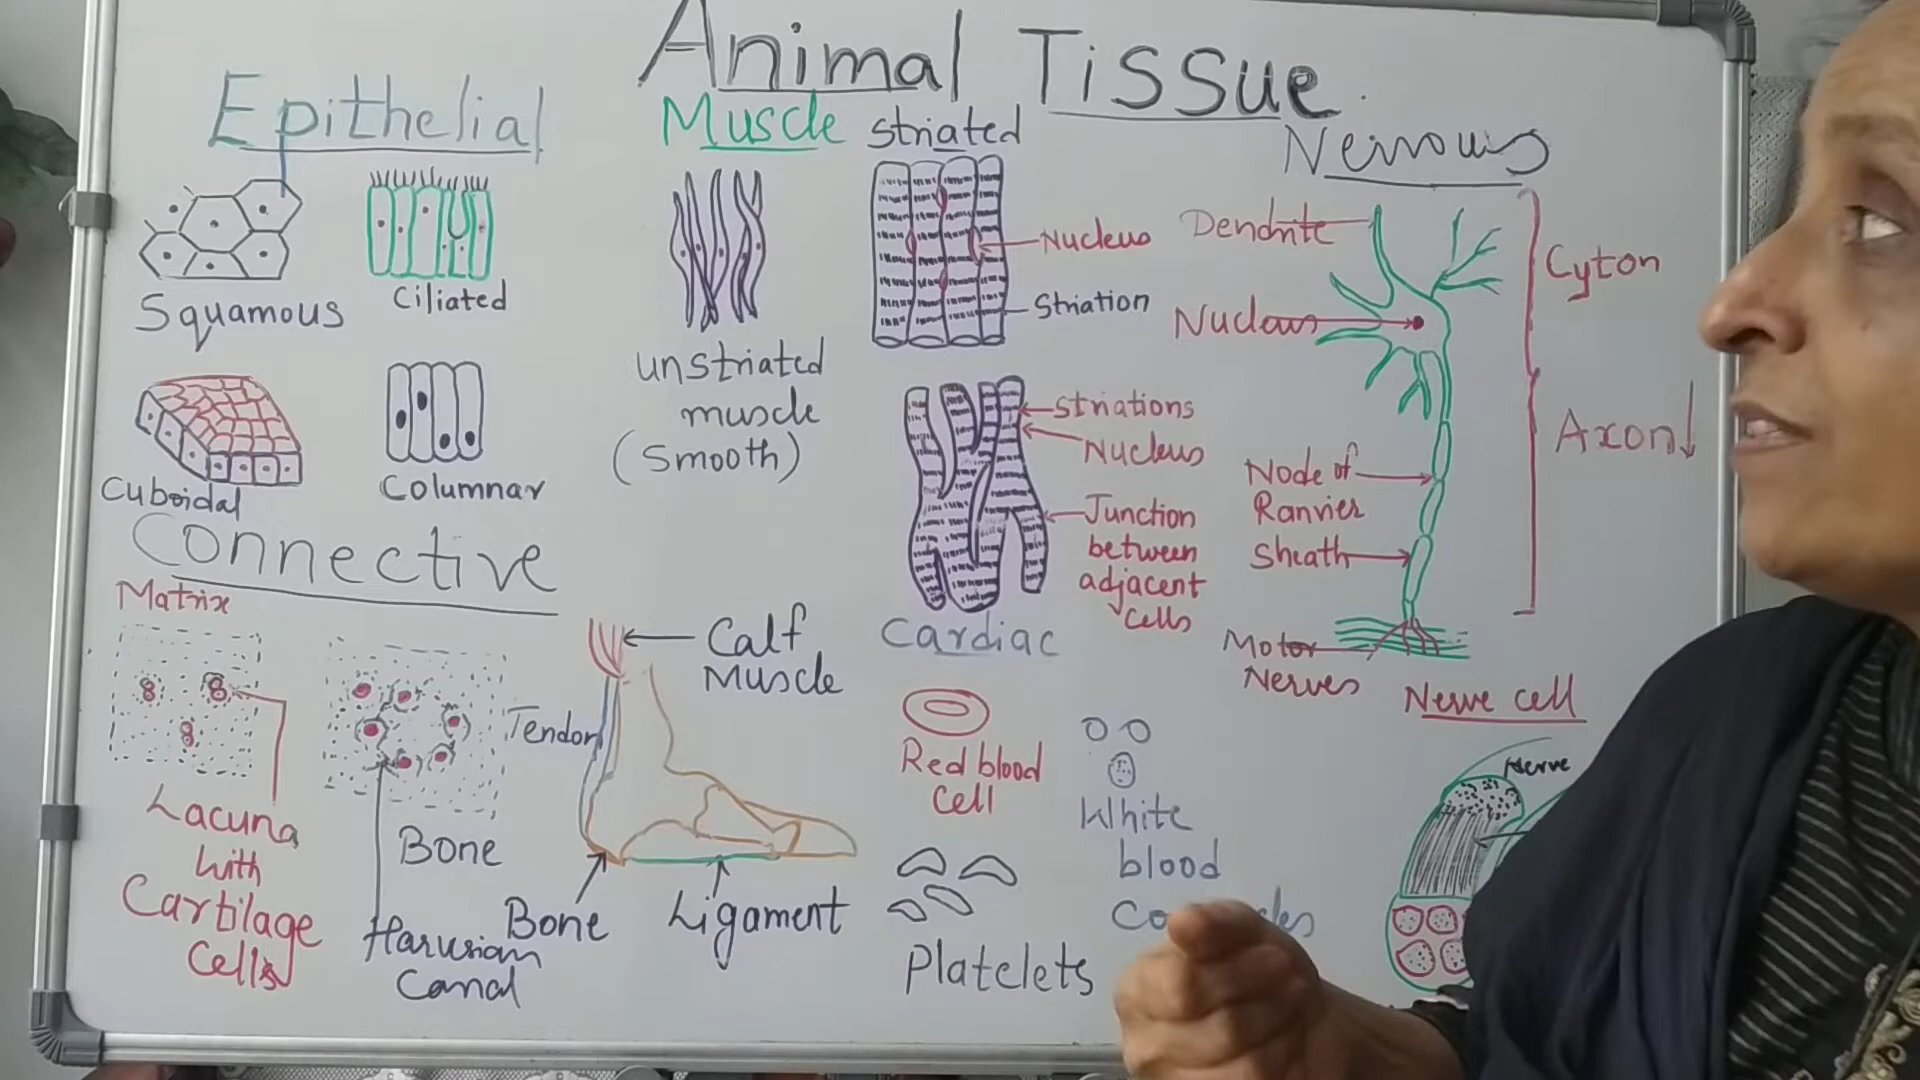 Animal Tissue
Epithelial
Squamous
Ciliated
Cuboidal
Columnar
Muscle
Striated
Nucleus
Striation
unstriated
muscle
(Smooth)
Striations
Nucleus
Junction
between
adjacent
cells
Cardiac
Nervous
Dendrite
Cyton
Nucleus
Axon↓
Node of
Ranvier
Sheath
Motor
Nerves
Nerve cell
Nerve
Connective
Matrix
Lacuna
with
Cartilage
Cells
Bone
Harvsian
Canal
Calf
Muscle
Tendon
Bone
Ligament
Red blood
Cell
White
blood
Platelets